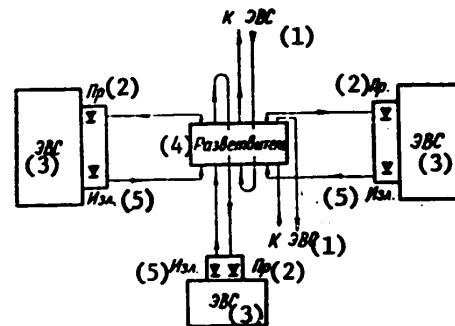 К ЭВС (1)
Пр (2)
(2) Пр.
ЭВС
(3)
(4) Разветвитель
ЭВС
(3)
Изл. (5)
(5) Изл.
К ЭВС (1)
(5) Изл. Пр (2)
ЭВС (3)